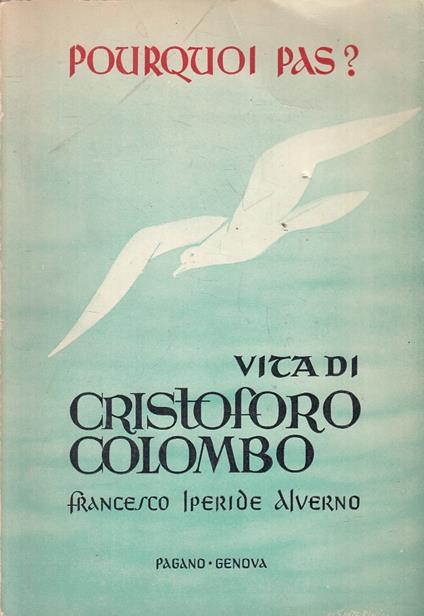 POURQUOI PAS?
VITA DI
CRISTOFORO
COLOMBO
FRANCESCO IPERIDE ALVERNO
PAGANO • GENOVA